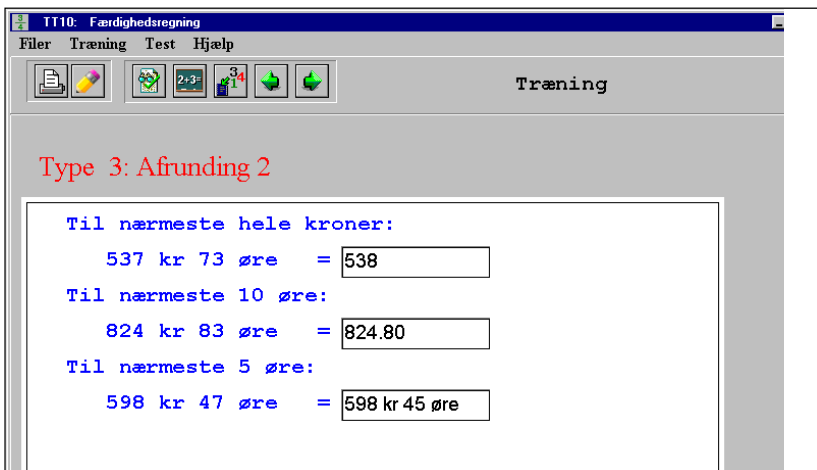 TT10: Færdighedsregning
Filer Træning Test Hjælp
Træning
Type 3: Afrunding 2
Til nærmeste hele kroner:
537 kr 73 øre = 538
Til nærmeste 10 øre:
824 kr 83 øre = 824.80
Til nærmeste 5 øre:
598 kr 47 øre = 598 kr 45 øre